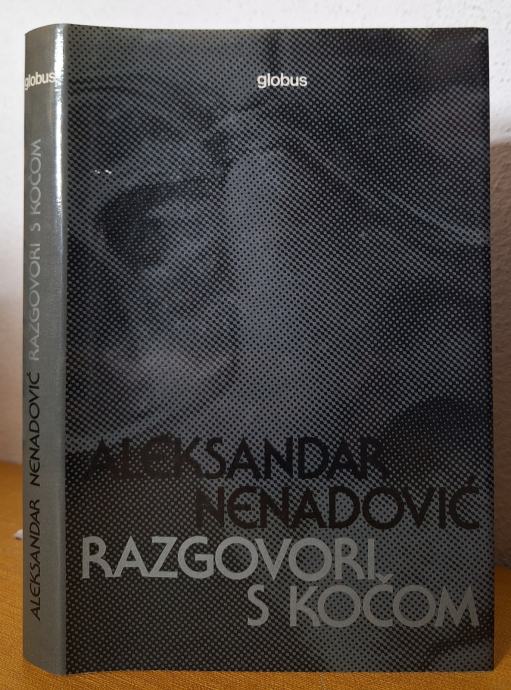 globus
ALEKSANDAR NENADOVIĆ RAZGOVORI S KOČOM
globus
ALEKSANDAR
NENADOVIĆ
RAZGOVORI
S KOČOM